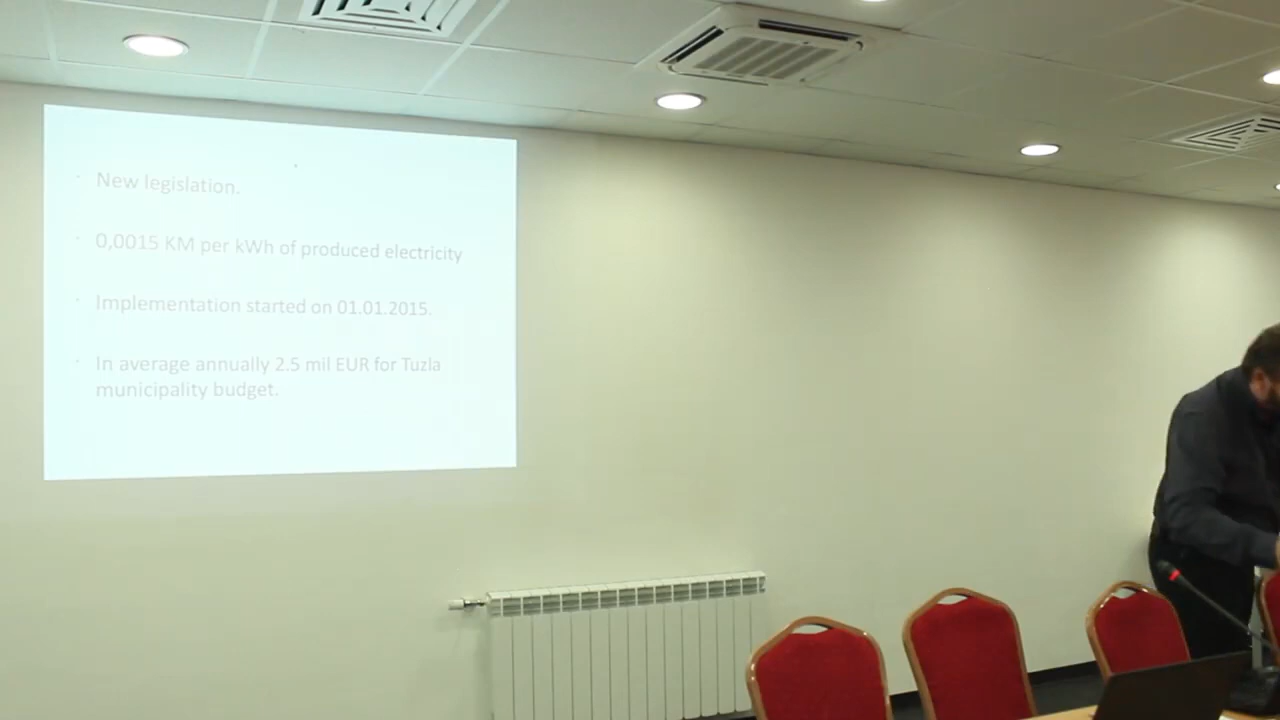 New legislation.
0,0015 KM per kWh of produced electricity
Implementation started on 01.01.2015.
In average annually 2.5 mil EUR for Tuzla
municipality budget.